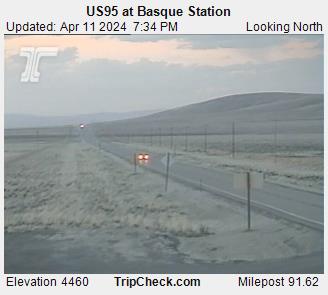 US95 at Basque Station
Updated: Apr 11 2024 7:34 PM Looking North
Elevation 4460 TripCheck.com Milepost 91.62